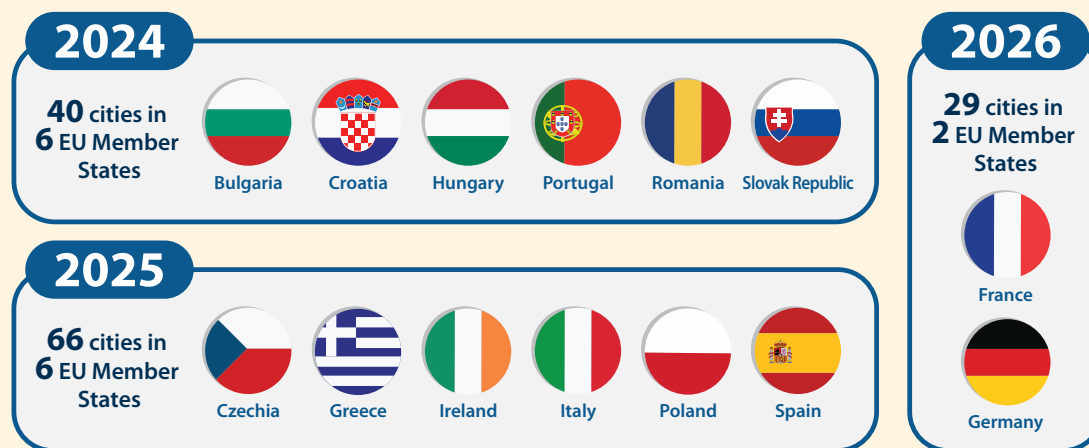 2024
40 cities in
6 EU Member
States
Bulgaria
Croatia
Hungary
Portugal
Romania
Slovak Republic
2025
66 cities in
6 EU Member
States
Czechia
Greece
Ireland
Italy
Poland
Spain
2026
29 cities in
2 EU Member
States
France
Germany